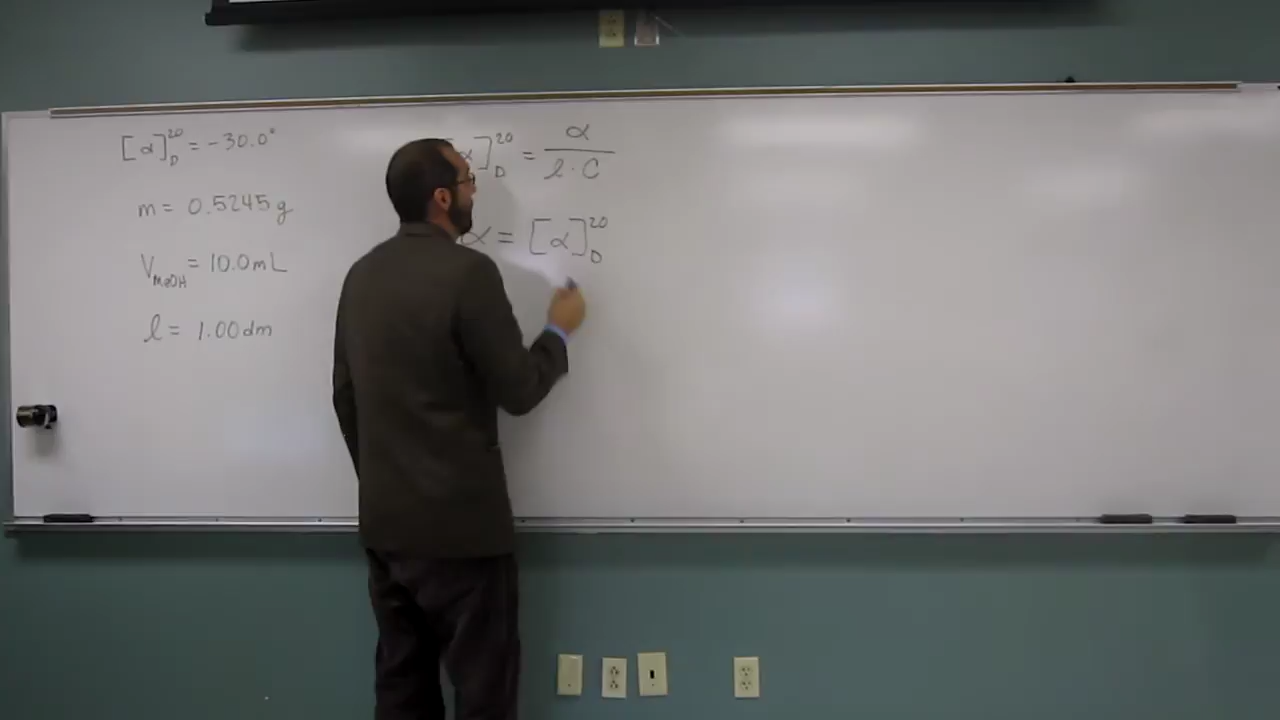 [α]²⁰_D = -30.0°
m = 0.5245 g
V_MeOH = 10.0 mL
l = 1.00 dm
[α]²⁰_D = α / l · C
α = [α]²⁰_D